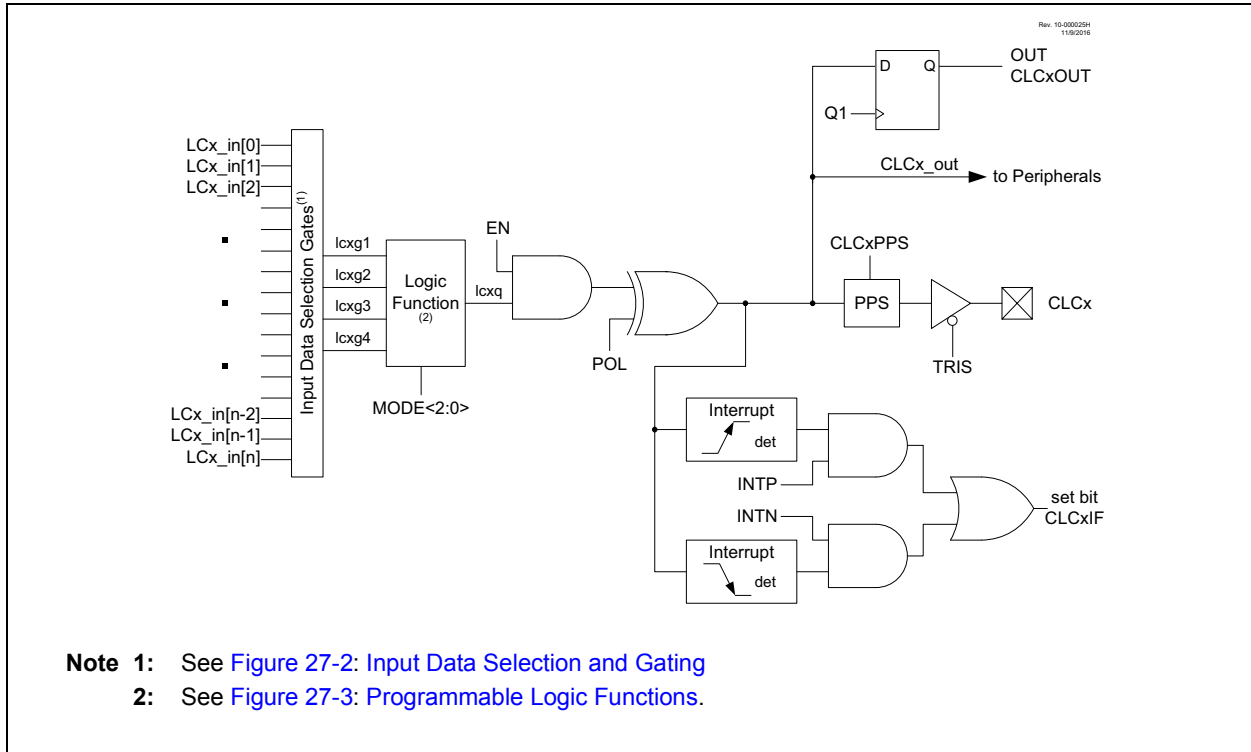 Rev. 10-000025H
11/9/2016
OUT
CLCxOUT
D
Q
Q1
CLCx_out
to Peripherals
LCx_in[0]
LCx_in[1]
LCx_in[2]
Input Data Selection Gates(1)
lcxg1
lcxg2
lcxg3
lcxg4
Logic
Function
(2)
MODE<2:0>
lcxq
EN
POL
CLCxPPS
PPS
CLCx
TRIS
LCx_in[n-2]
LCx_in[n-1]
LCx_in[n]
Interrupt
det
INTP
INTN
Interrupt
det
set bit
CLCxIF
Note 1: See Figure 27-2: Input Data Selection and Gating
2: See Figure 27-3: Programmable Logic Functions.